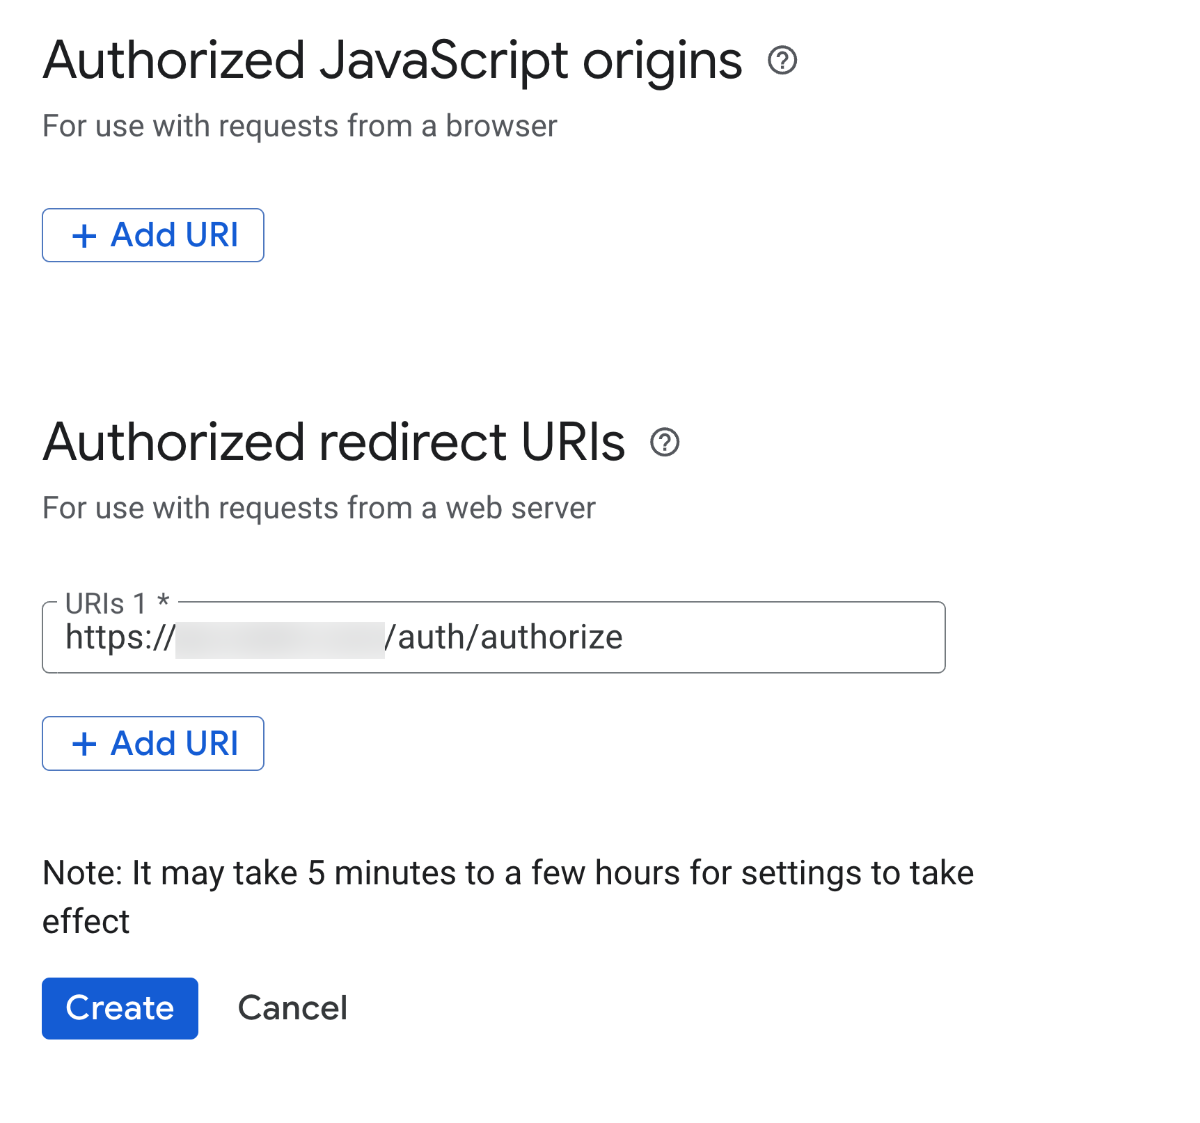 Authorized JavaScript origins
For use with requests from a browser
+ Add URI
Authorized redirect URIs
For use with requests from a web server
URIs 1 *
https:// /auth/authorize
+ Add URI
Note: It may take 5 minutes to a few hours for settings to take
effect
Create Cancel